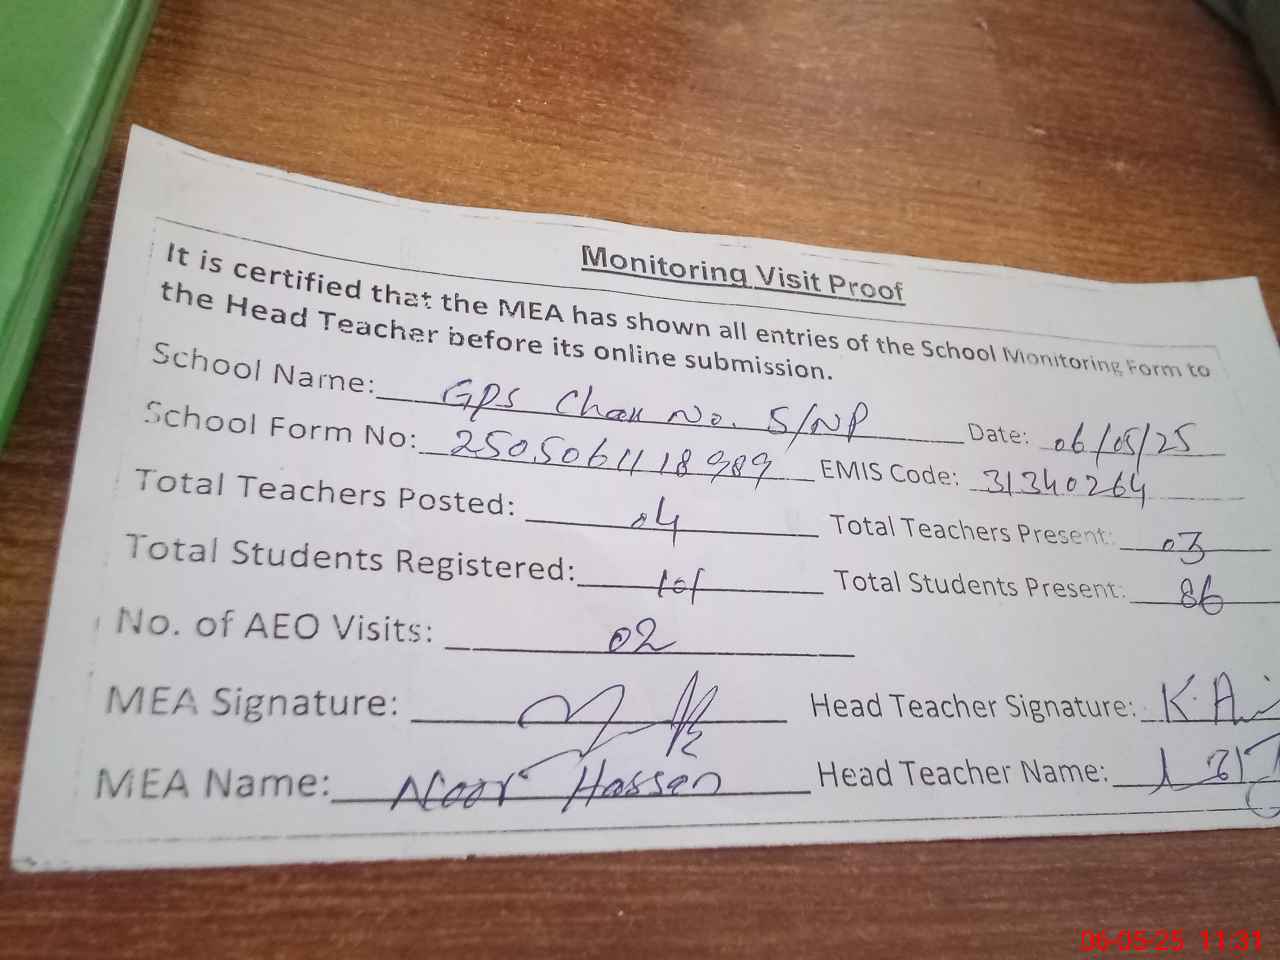 Monitoring Visit Proof
It is certified that the MEA has shown all entries of the School Monitoring Form to
the Head Teacher before its online submission.
School Name: GPS Chak No. 5/NP Date: 06/05/25
School Form No: 2505061118989 EMIS Code: 31340264
Total Teachers Posted: 04 Total Teachers Present: 03
Total Students Registered: 101 Total Students Present: 86
No. of AEO Visits: 02
MEA Signature: Head Teacher Signature: K.
MEA Name: Noor Hassan Head Teacher Name:
06-05-25 11:31